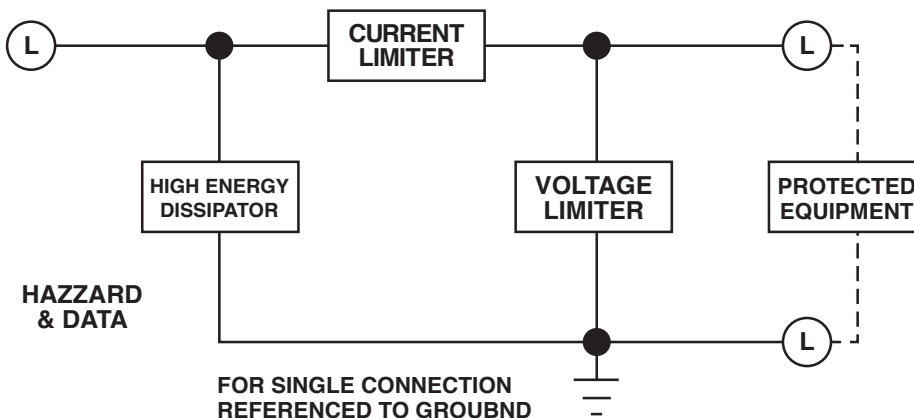 L
CURRENT
LIMITER
L
HIGH ENERGY
DISSIPATOR
VOLTAGE
LIMITER
PROTECTED
EQUIPMENT
HAZZARD
& DATA
L
FOR SINGLE CONNECTION
REFERENCED TO GROUBND